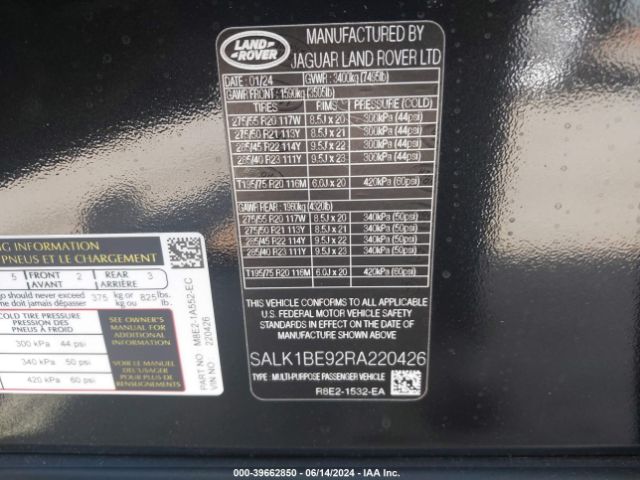 LAND ROVER
MANUFACTURED BY
JAGUAR LAND ROVER LTD
DATE : 01/24 GVWR : 3400kg (7495lb)
GAWR FRONT : 1590kg (3505lb)
TIRES RIMS PRESSURE (COLD)
275/55 R20 117W 8.5J x 20 300kPa (44psi)
275/50 R21 113Y 8.5J x 21 300kPa (44psi)
285/45 R22 114Y 9.5J x 22 300kPa (44psi)
285/40 R23 111Y 9.5J x 23 300kPa (44psi)
T195/75 R20 116M 6.0J x 20 420kPa (60psi)
GAWR REAR : 1960kg (4320lb)
275/55 R20 117W 8.5J x 20 340kPa (50psi)
275/50 R21 113Y 8.5J x 21 340kPa (50psi)
285/45 R22 114Y 9.5J x 22 340kPa (50psi)
285/40 R23 111Y 9.5J x 23 340kPa (50psi)
T195/75 R20 116M 6.0J x 20 420kPa (60psi)
THIS VEHICLE CONFORMS TO ALL APPLICABLE
U.S. FEDERAL MOTOR VEHICLE SAFETY
STANDARDS IN EFFECT ON THE DATE OF
MANUFACTURE SHOWN ABOVE.
SALK1BE92RA220426
TYPE : MULTI-PURPOSE PASSENGER VEHICLE
R8E2-1532-EA
NG INFORMATION
PNEUS ET LE CHARGEMENT
5 FRONT 2 REAR 3
AVANT ARRIÈRE
go should never exceed 375 kg or 825 lbs.
ne doit jamais dépasser kg ou lb.
COLD TIRE PRESSURE
PRESSION DES
PNEUS À FROID
300 kPa 44 psi
340 kPa 50 psi
420 kPa 60 psi
SEE OWNER'S
MANUAL FOR
ADDITIONAL
INFORMATION
VOIR LE MANUEL
DE L'USAGER
POUR PLUS DE
RENSEIGNEMENTS
PART NO M8E2-1A552-EC
VIN NO 220426
000-39662850 - 06/14/2024 - IAA Inc.